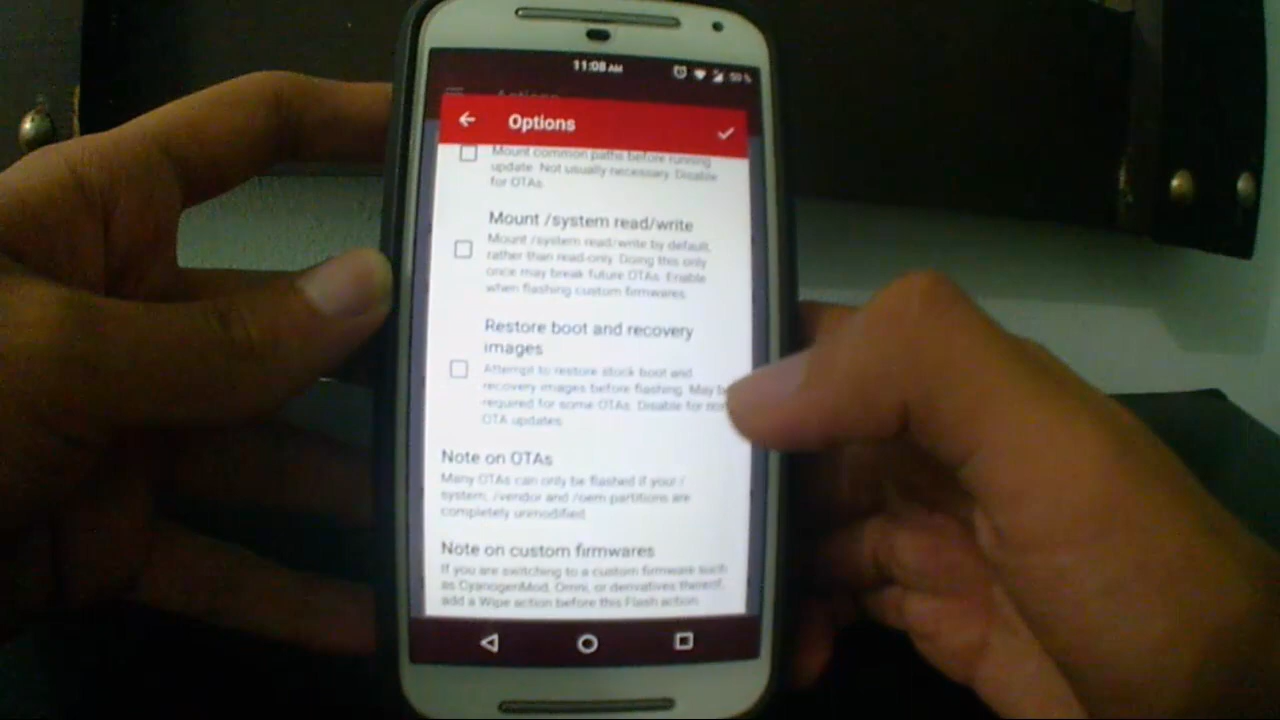 11:08 AM
50%
Actions
Options
Mount common paths before running
update. Not usually necessary. Disable
for OTAs.
Mount /system read/write
Mount /system read/write by default,
rather than read-only. Doing this only
once may break future OTAs. Enable
when flashing custom firmwares.
Restore boot and recovery
images
Attempt to restore stock boot and
recovery images before flashing. May b
required for some OTAs. Disable for non
OTA updates.
Note on OTAs
Many OTAs can only be flashed if your /
system, /vendor and /oem partitions are
completely unmodified.
Note on custom firmwares
If you are switching to a custom firmware such
as CyanogenMod, Omni, or derivatives thereof,
add a Wipe action before this Flash action.